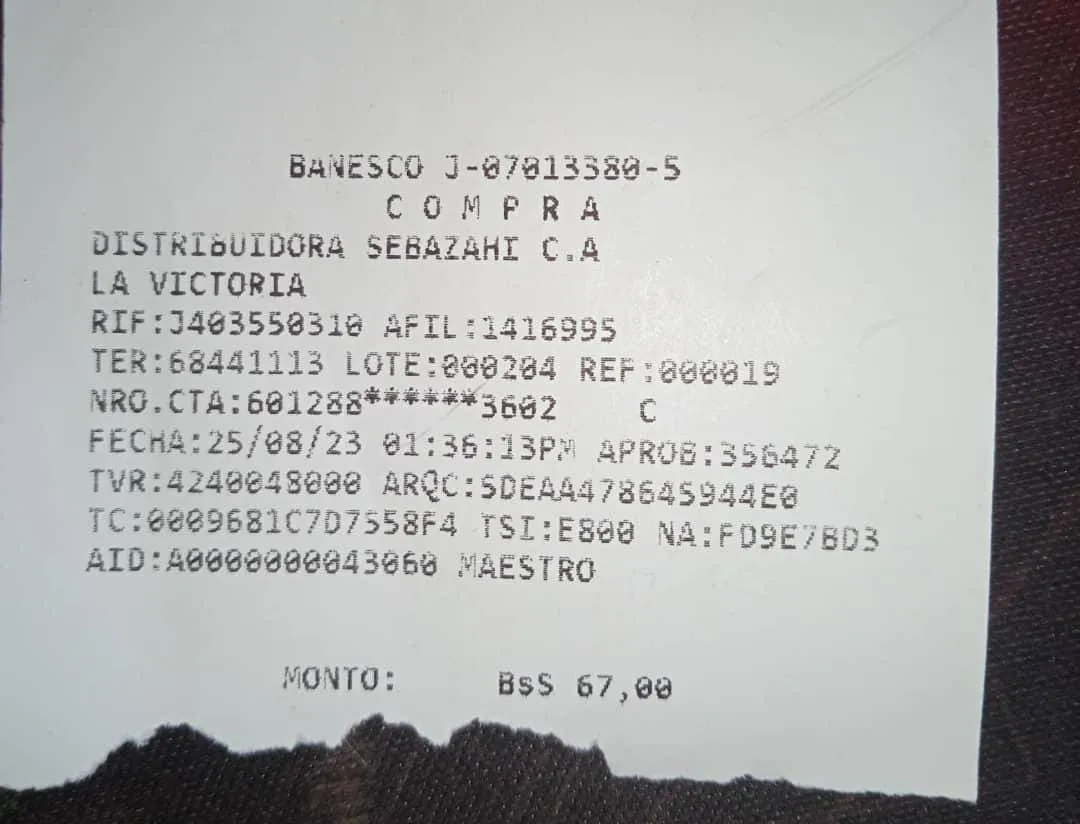 BANESCO J-07013380-5
C O M P R A
DISTRIBUIDORA SEBAZAHI C.A
LA VICTORIA
RIF:J403550310 AFIL:1416995
TER:68441113 LOTE:000204 REF:000019
NRO.CTA:601288******3602 C
FECHA:25/08/23 01:36:13PM APROB:356472
TVR:4240048000 ARQC:5DEAA478645944E0
TC:0009681C7D7558F4 TSI:E800 NA:FD9E7BD3
AID:A0000000043060 MAESTRO
MONTO: BsS 67,00